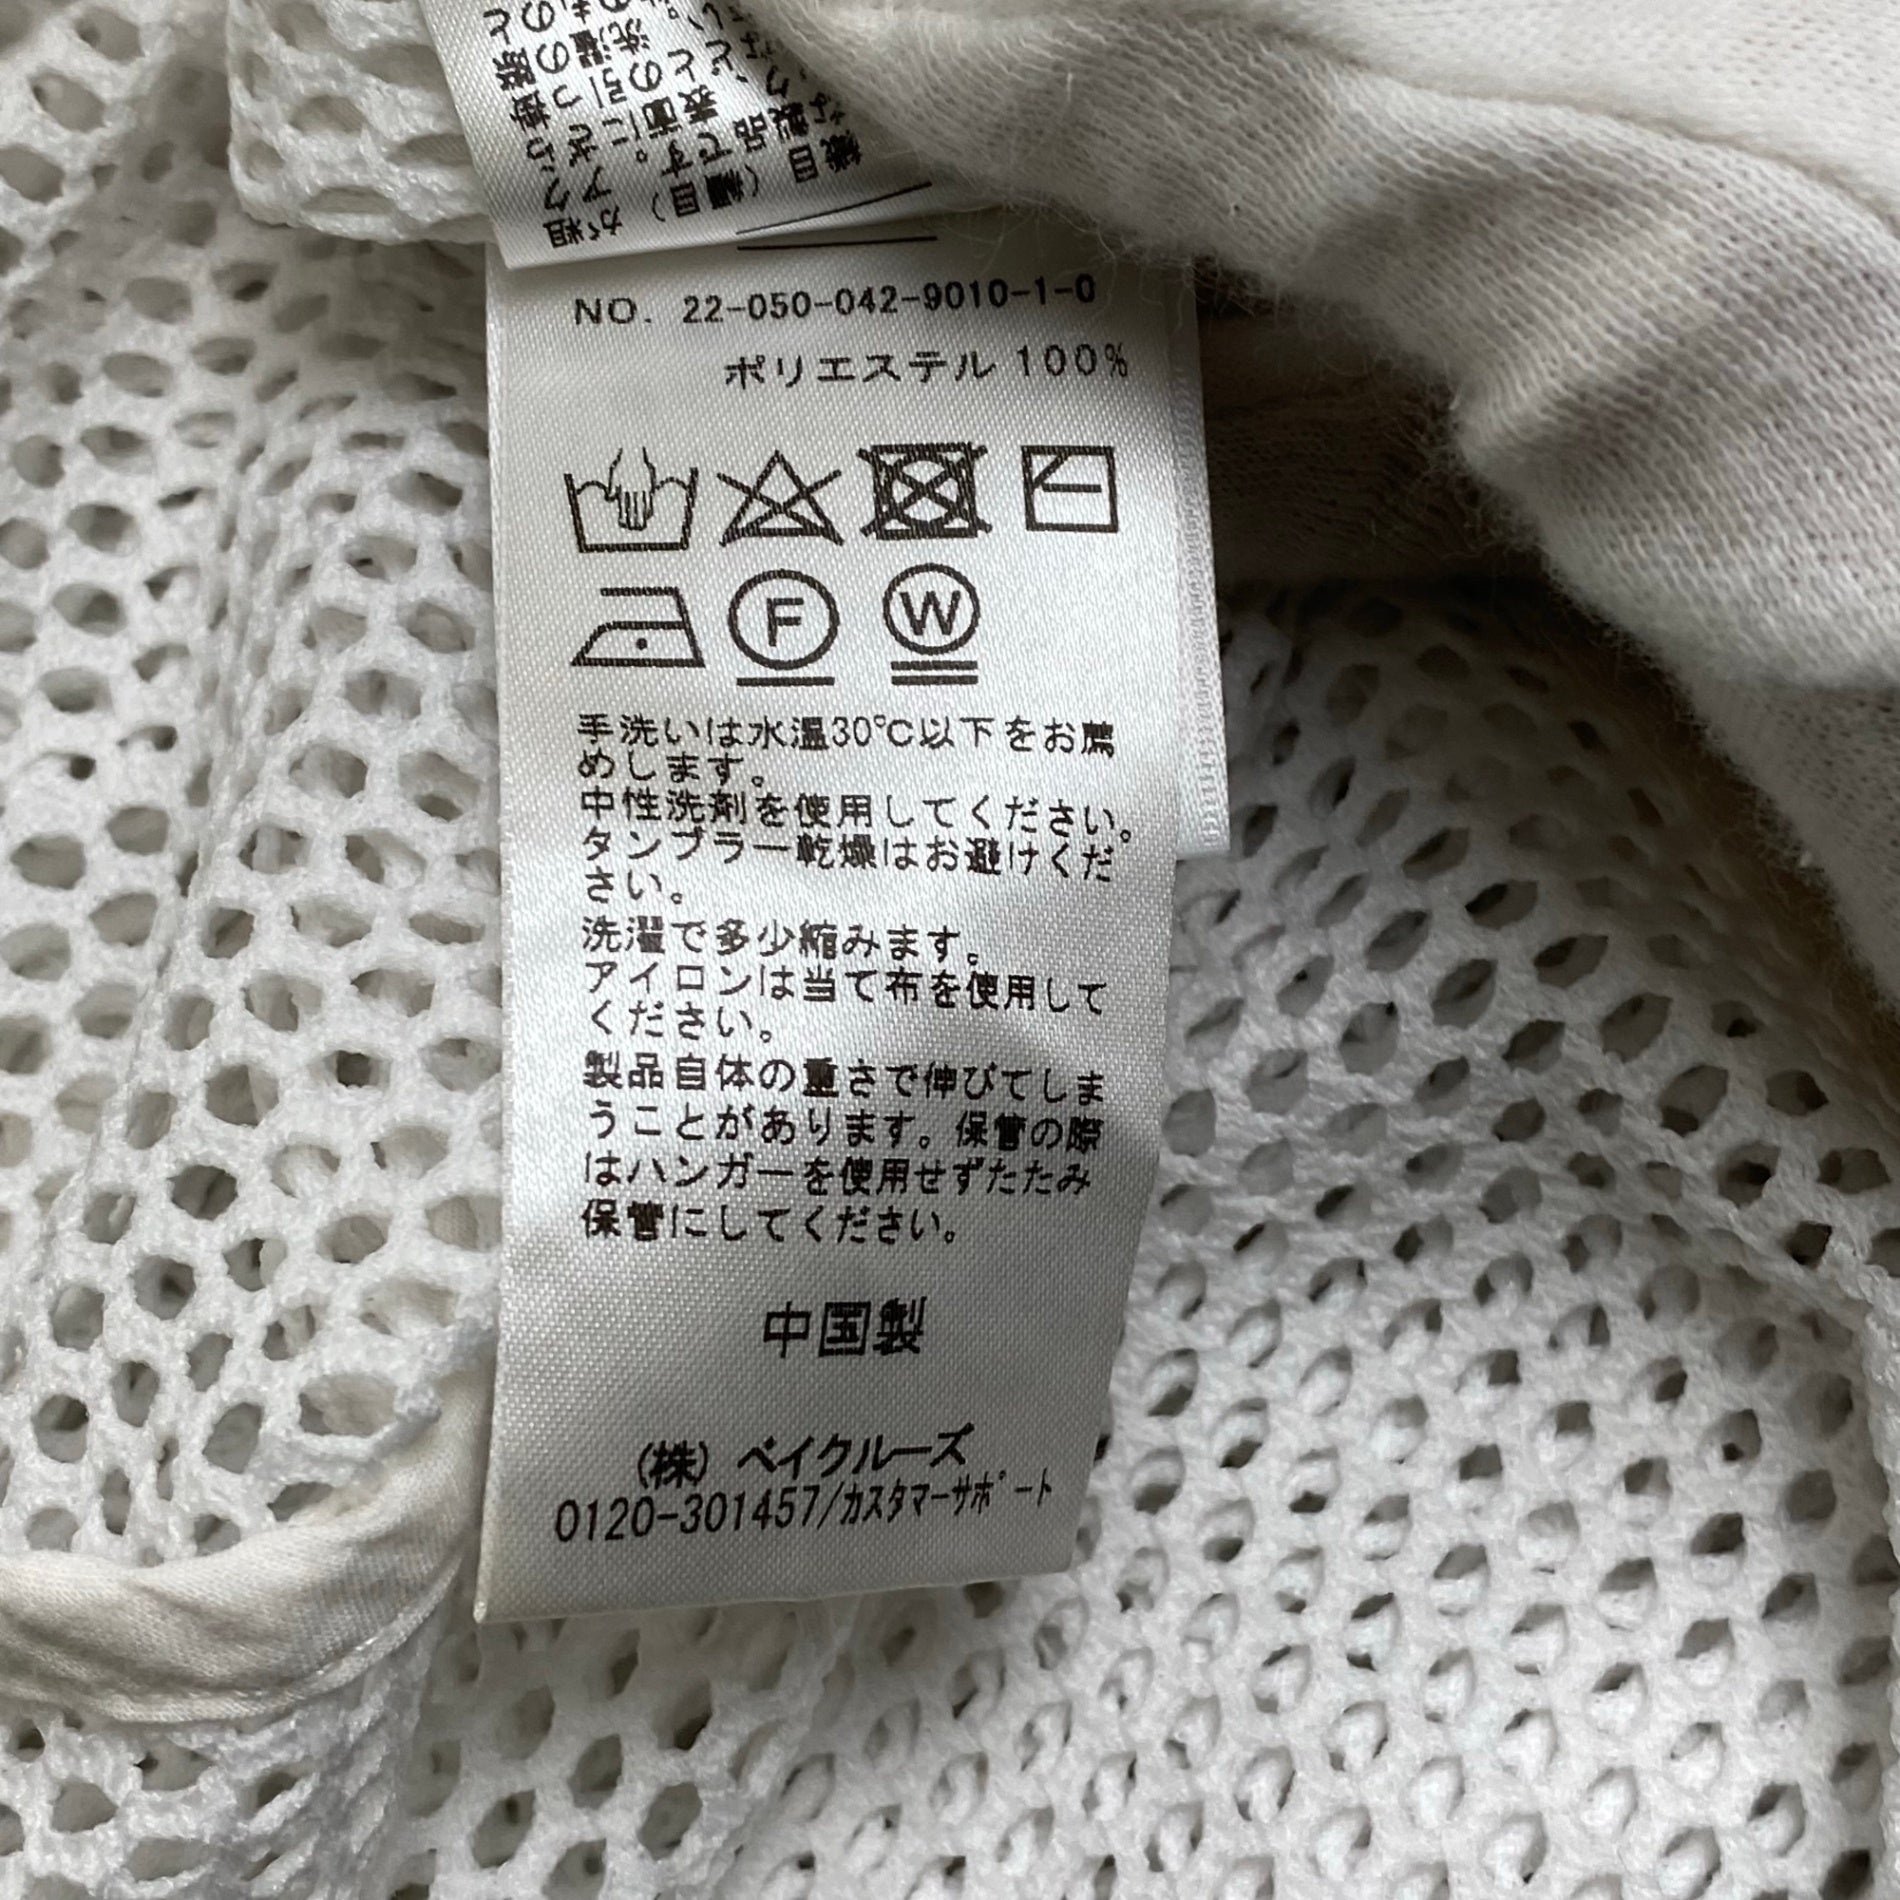 NO. 22-050-042-9010-1-0
ポリエステル 100%
F
W
手洗いは水温30℃以下をお薦
めします。
中性洗剤を使用してください。
タンブラー乾燥はお避けくだ
さい。
洗濯で多少縮みます。
アイロンは当て布を使用して
ください。
製品自体の重さで伸びてしま
うことがあります。保管の際
はハンガーを使用せずたたみ
保管にしてください。
中国製
(株) ベイクルーズ
0120-301457/カスタマーサポート